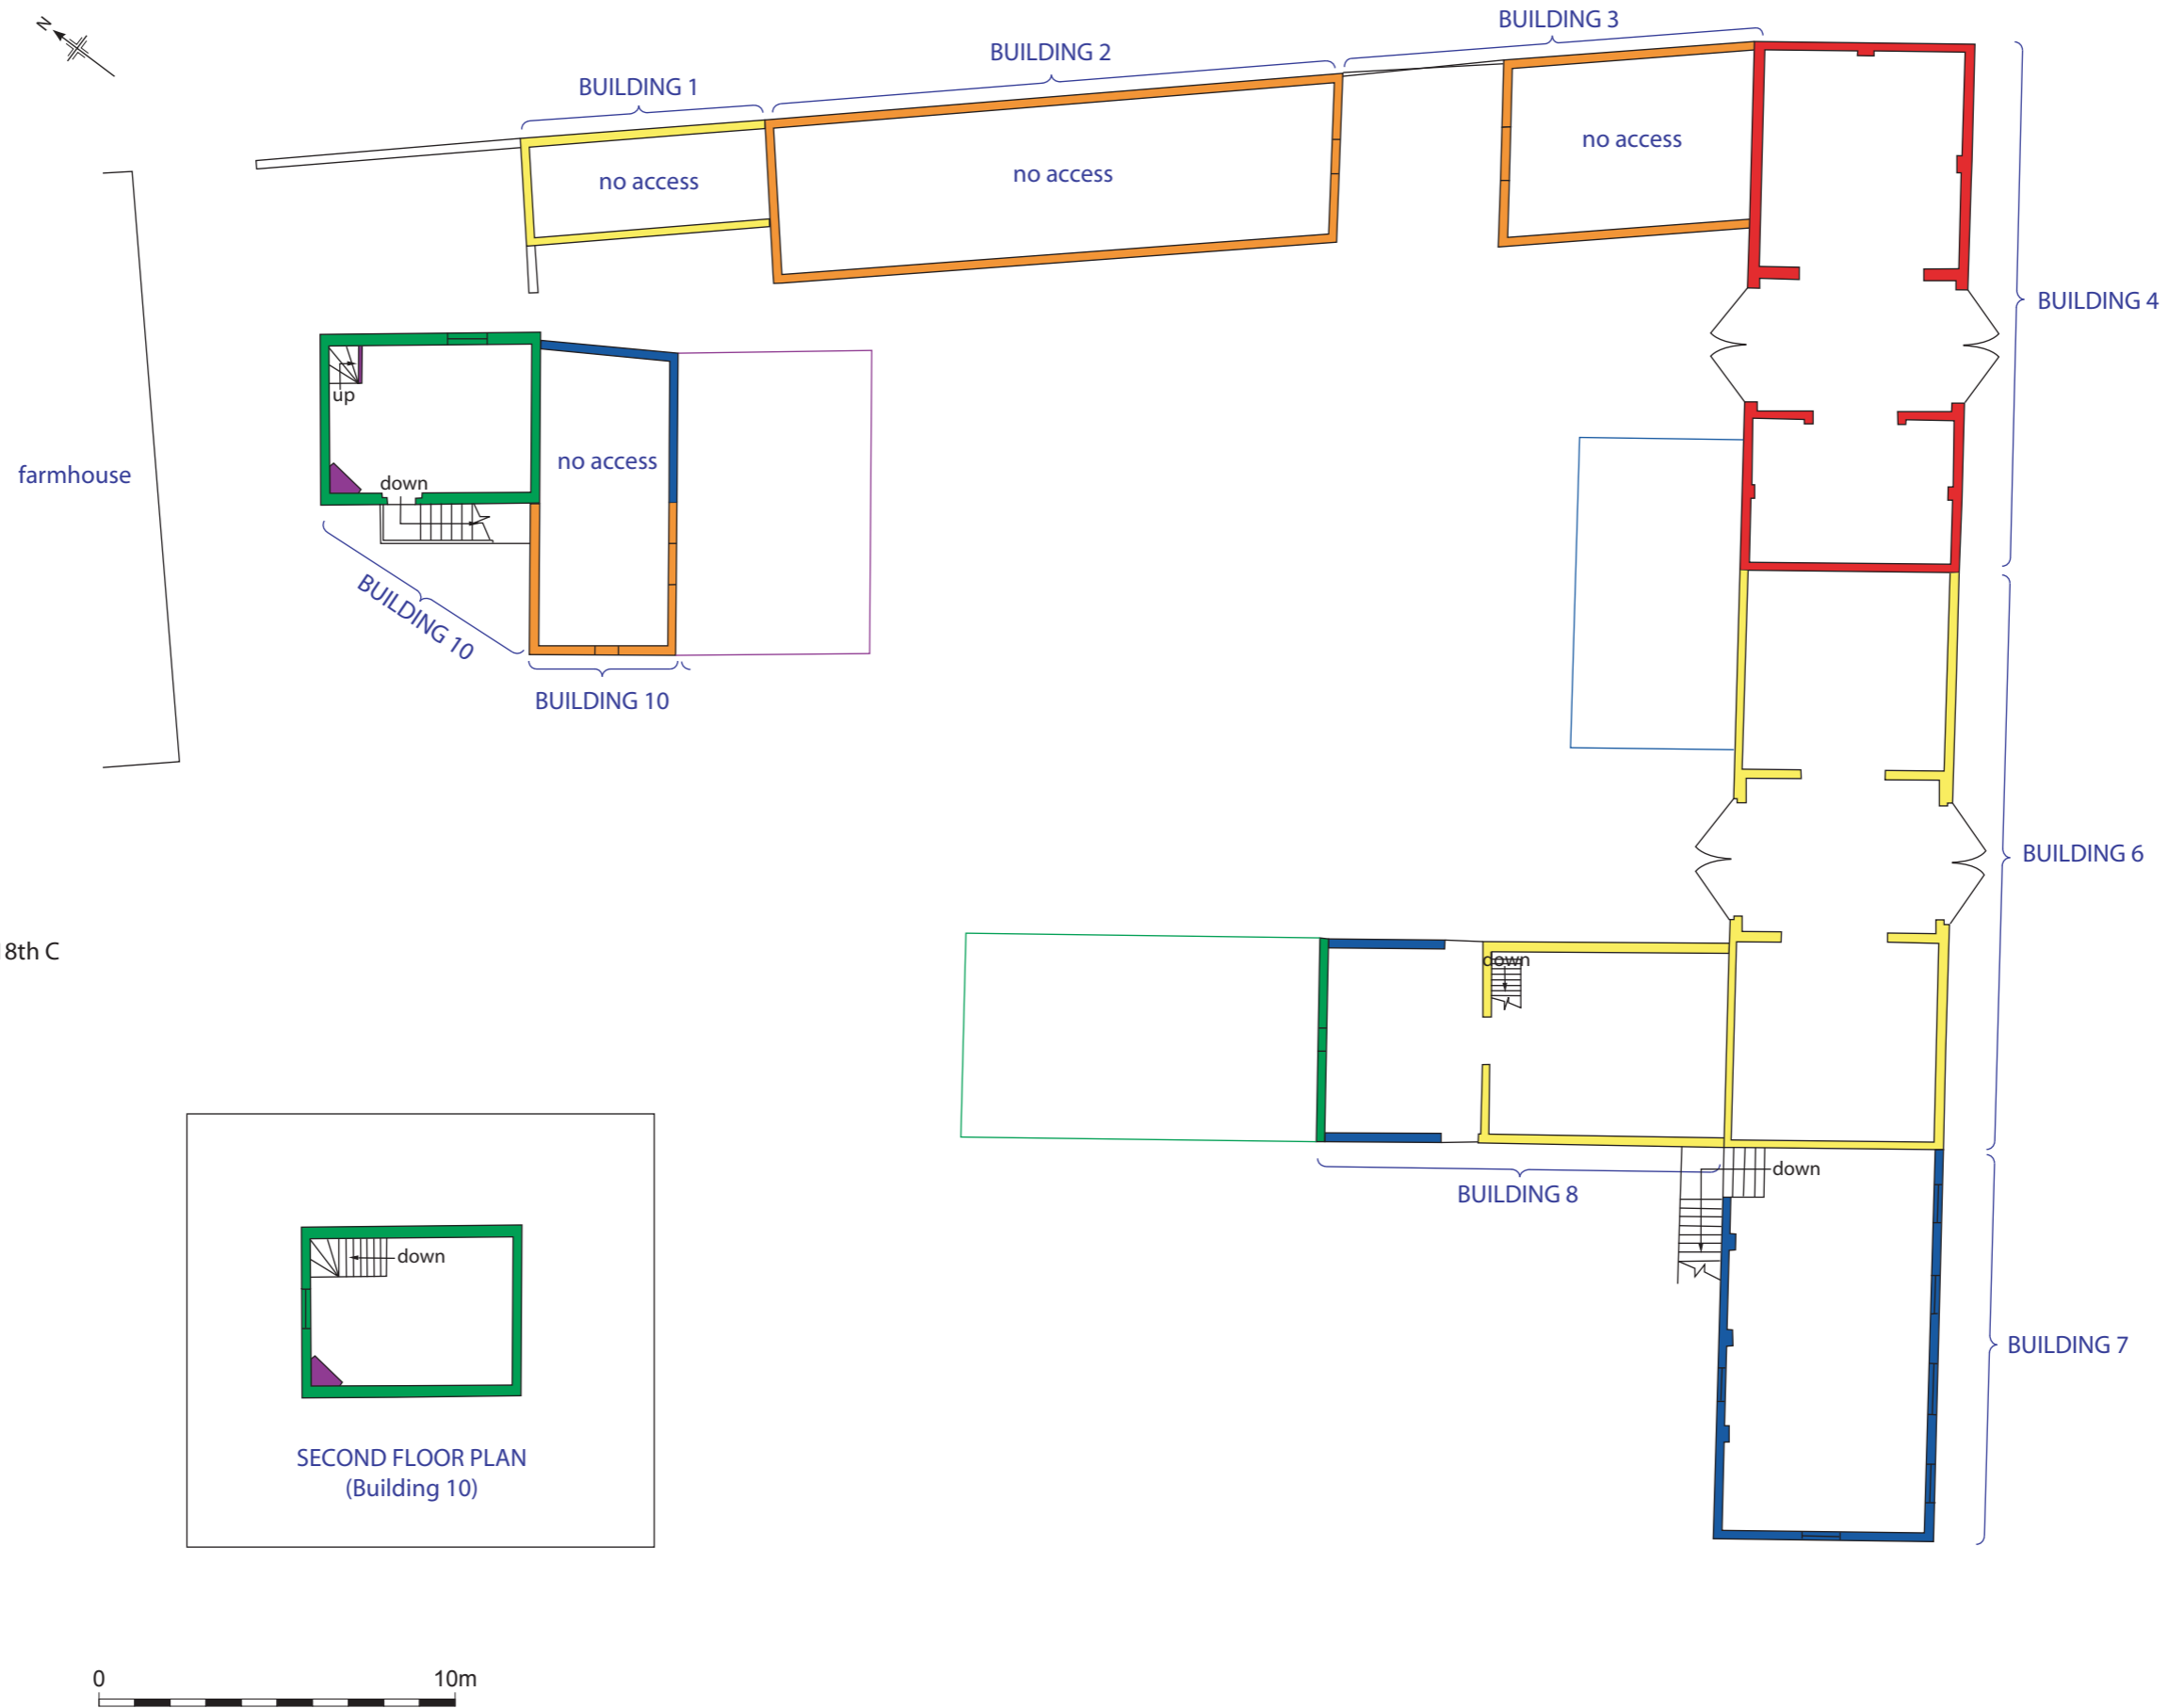 N
BUILDING 3
BUILDING 2
BUILDING 1
no access
no access
no access
BUILDING 4
up
no access
farmhouse
down
BUILDING 10
BUILDING 10
BUILDING 6
8th C
down
down
BUILDING 8
down
BUILDING 7
SECOND FLOOR PLAN
(Building 10)
0 10m